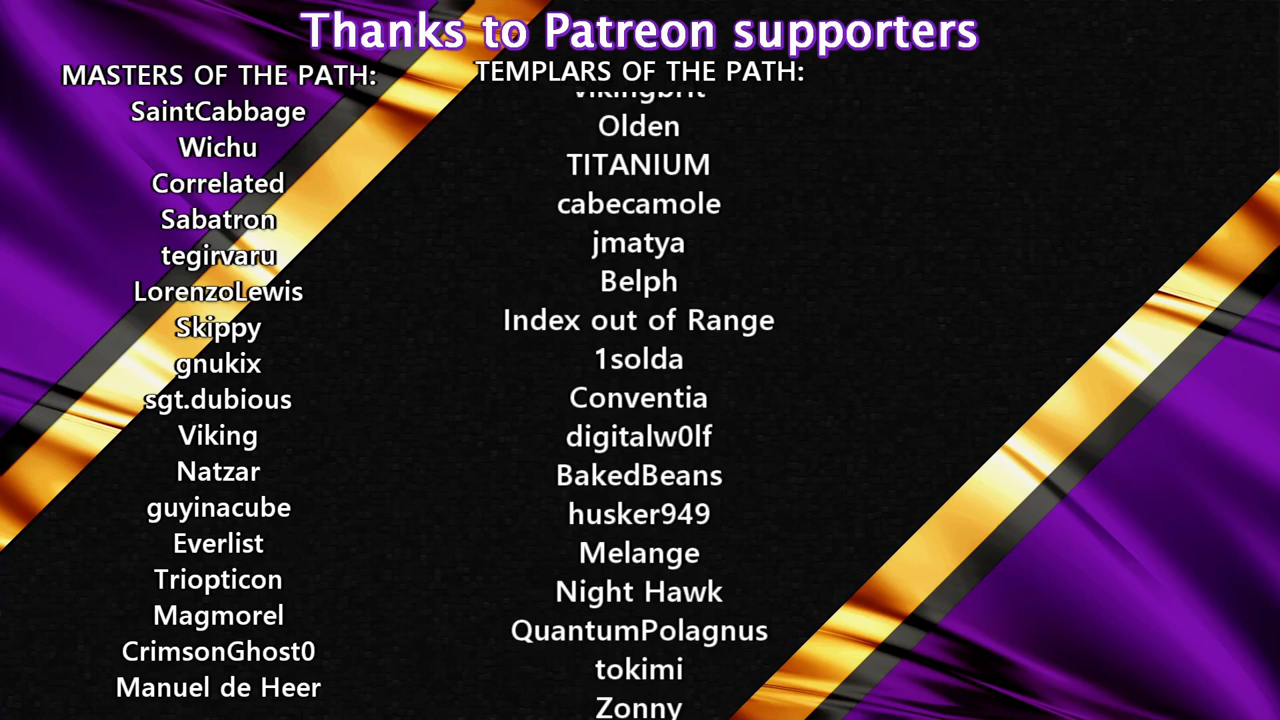 Thanks to Patreon supporters
MASTERS OF THE PATH:
SaintCabbage
Wichu
Correlated
Sabatron
tegirvaru
LorenzoLewis
Skippy
gnukix
sgt.dubious
Viking
Natzar
guyinacube
Everlist
Triopticon
Magmorel
CrimsonGhost0
Manuel de Heer
TEMPLARS OF THE PATH:
Olden
TITANIUM
cabecamole
jmatya
Belph
Index out of Range
1solda
Conventia
digitalw0lf
BakedBeans
husker949
Melange
Night Hawk
QuantumPolagnus
tokimi
Zonny